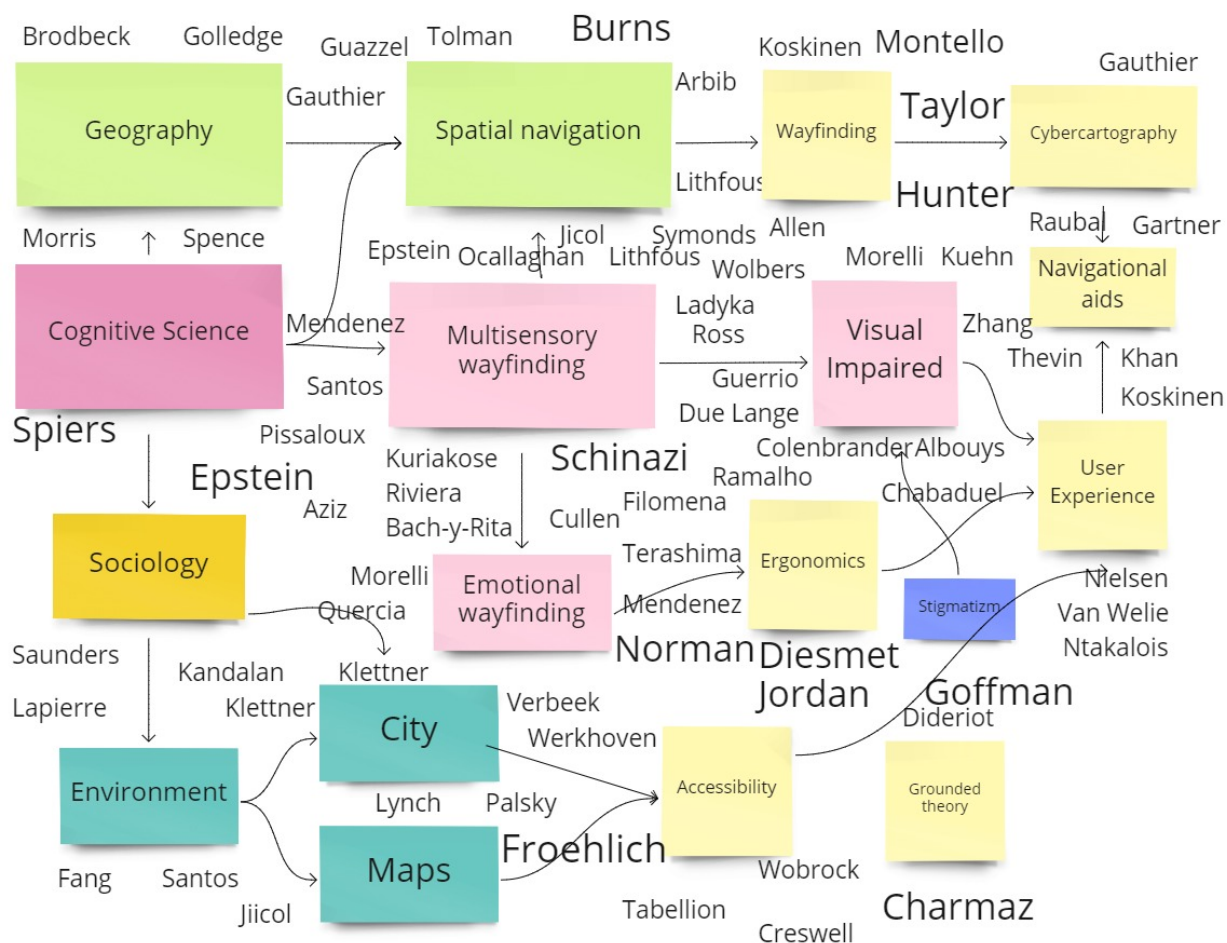 Brodbeck
Golledge
Guazzel
Tolman
Burns
Koskinen
Montello
Gauthier
Geography
Gauthier
Spatial navigation
Arbib
Wayfinding
Taylor
Cybercartography
Lithfous
Hunter
Morris
Spence
Epstein
Ocallaghan
Jicol
Lithfous
Symonds
Allen
Wolbers
Morelli
Kuehn
Raubal
Gartner
Navigational
aids
Cognitive Science
Mendenez
Santos
Multisensory
wayfinding
Ladyka
Ross
Guerrio
Due Lange
Visual
Impaired
Zhang
Thevin
Khan
Koskinen
Spiers
Pissaloux
Epstein
Aziz
Kuriakose
Riviera
Bach-y-Rita
Schinazi
Cullen
Colenbrander
Albouys
Ramalho
Filomena
Chabaduel
User
Experience
Sociology
Morelli
Quercia
Emotional
wayfinding
Terashima
Mendenez
Ergonomics
Stigmatizm
Nielsen
Van Welie
Ntakalois
Norman
Diesmet
Jordan
Goffman
Dideriot
Saunders
Lapierre
Kandalan
Klettner
Klettner
City
Verbeek
Werkhoven
Environment
Lynch
Palsky
Accessibility
Grounded
theory
Maps
Froehlich
Fang
Santos
Jiicol
Tabellion
Wobrock
Creswell
Charmaz